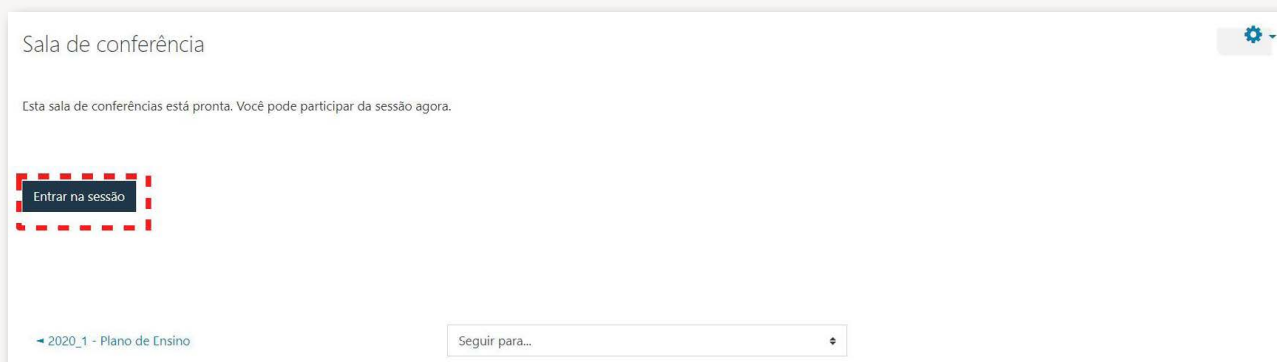 Sala de conferência
Esta sala de conferências está pronta. Você pode participar da sessão agora.
Entrar na sessão
◄ 2020_1 - Plano de Ensino
Seguir para...